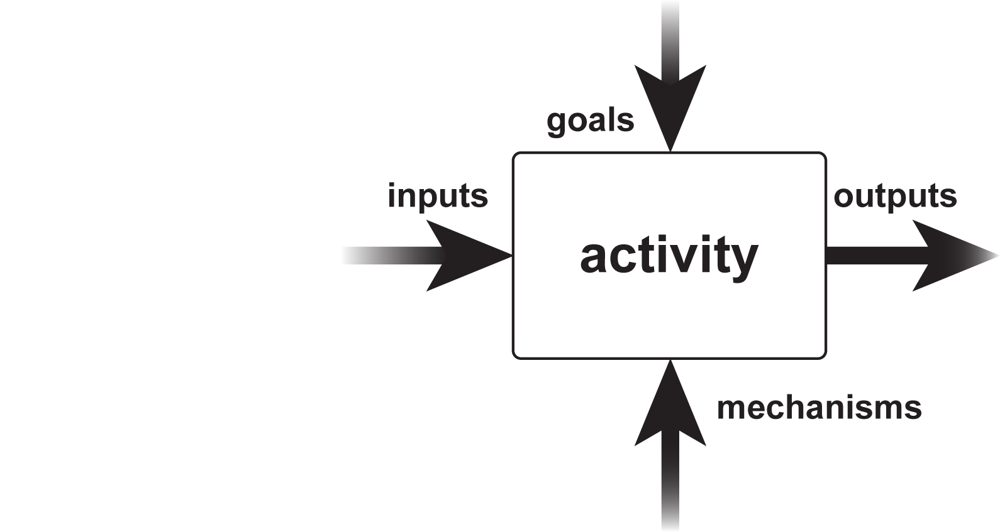 goals
inputs
outputs
activity
mechanisms